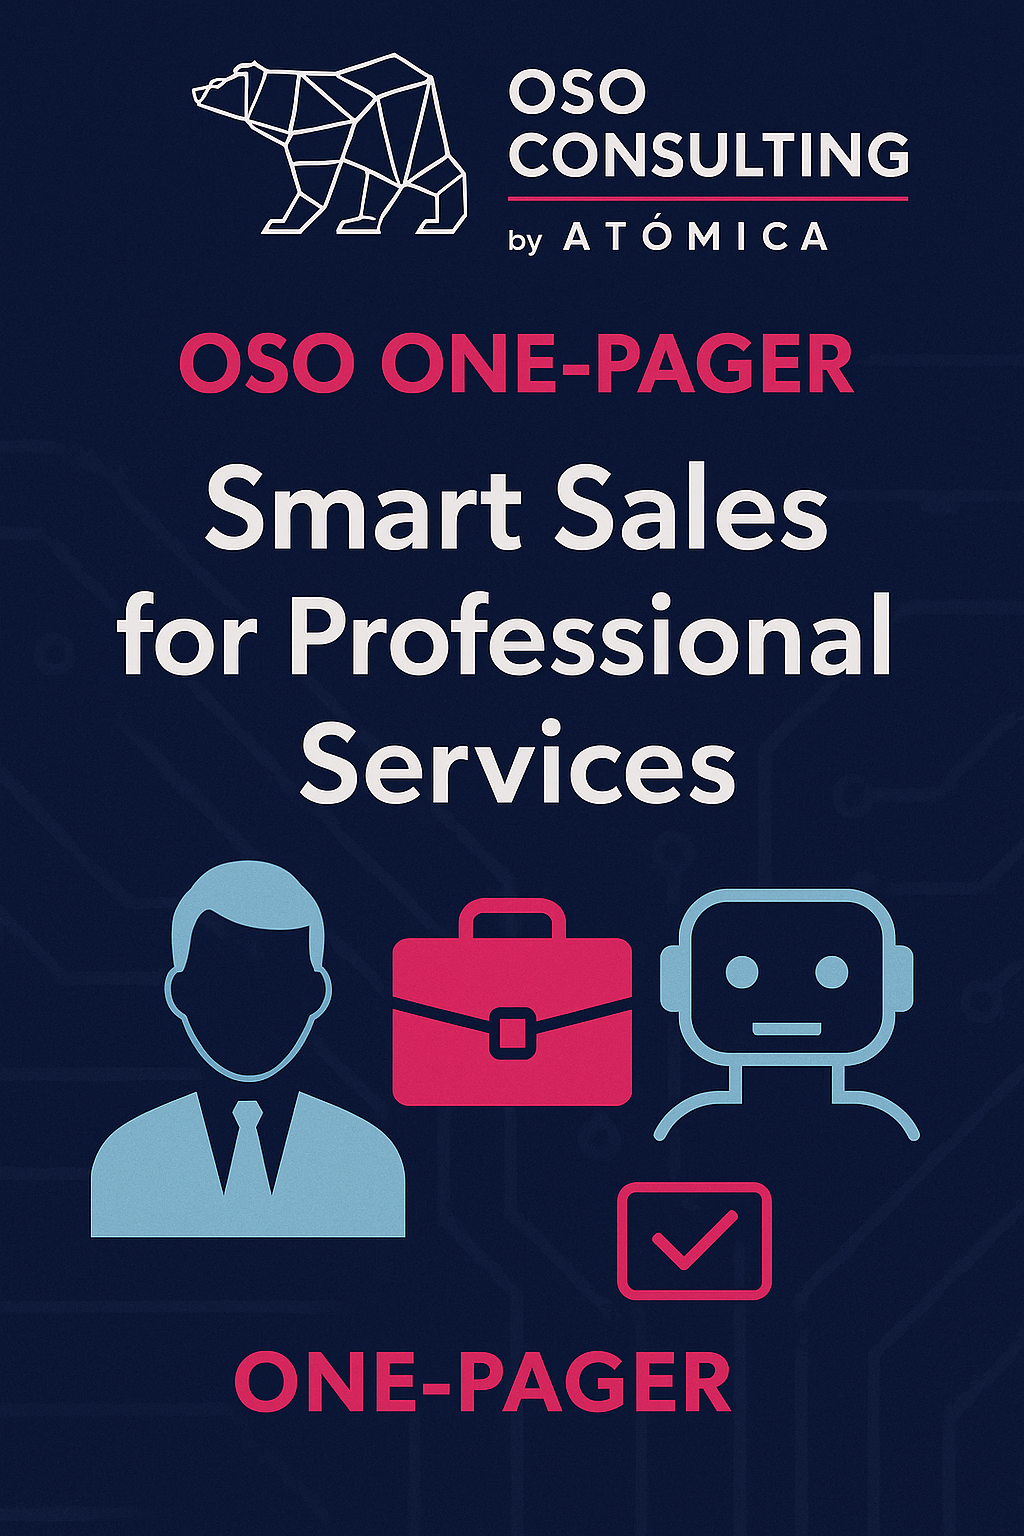 OSO
CONSULTING
by ATÓMICA
OSO ONE-PAGER
Smart Sales
for Professional
Services
ONE-PAGER